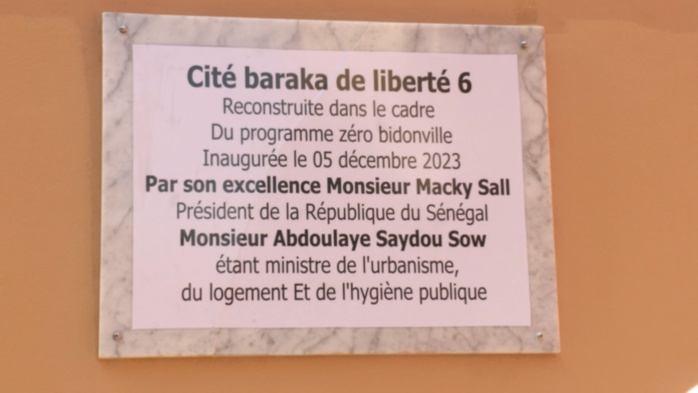 Cité baraka de liberté 6
Reconstruite dans le cadre
Du programme zéro bidonville
Inaugurée le 05 décembre 2023
Par son excellence Monsieur Macky Sall
Président de la République du Sénégal
Monsieur Abdoulaye Saydou Sow
étant ministre de l'urbanisme,
du logement Et de l'hygiène publique